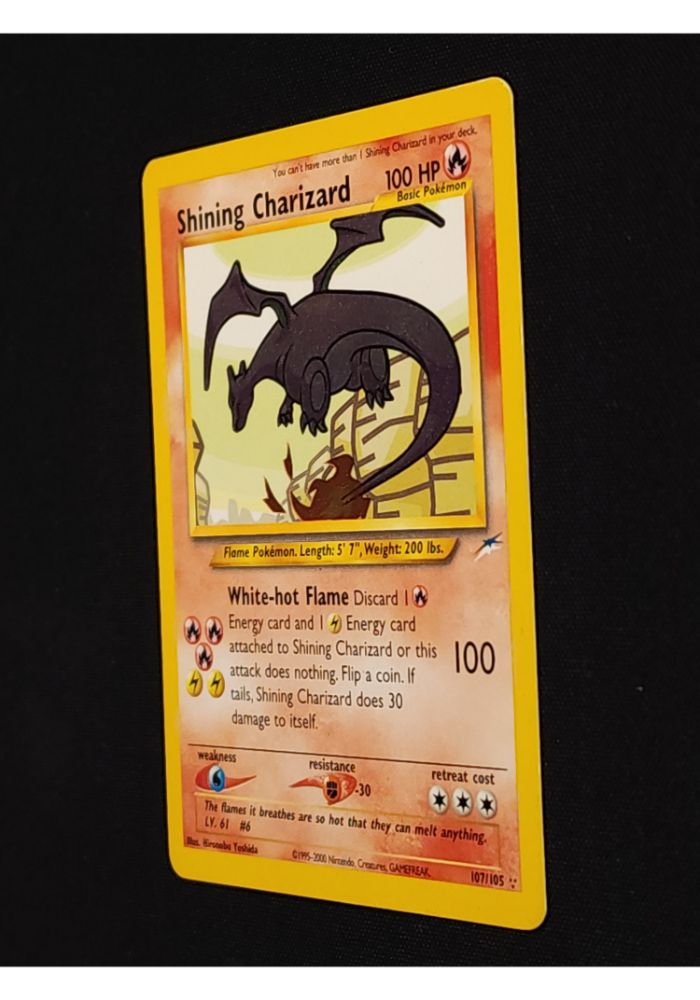 You can't have more than 1 Shining Charizard in your deck.
Shining Charizard 100 HP
Basic Pokémon
Flame Pokémon. Length: 5' 7", Weight: 200 lbs.
White-hot Flame Discard 1
Energy card and 1 Energy card
attached to Shining Charizard or this
attack does nothing. Flip a coin. If
tails, Shining Charizard does 30
damage to itself.
100
weakness
resistance
-30
retreat cost
The flames it breathes are so hot that they can melt anything.
LV. 61 #6
Illus. Hironobu Yoshida
©1995-2000 Nintendo, Creatures, GAMEFREAK.
107/105